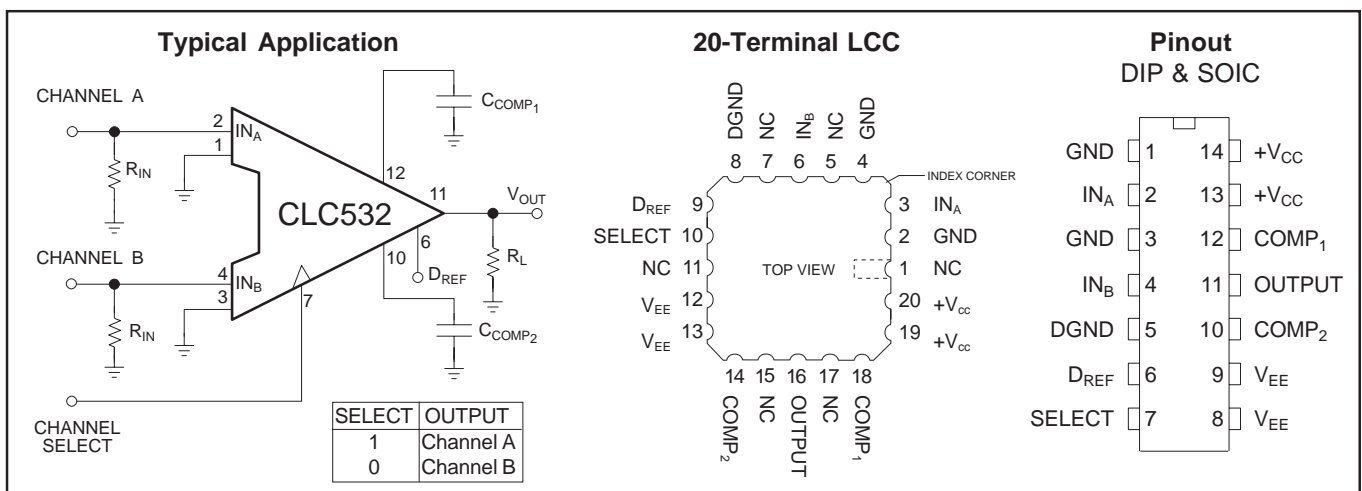 Typical Application
CHANNEL A
R_IN
2
IN_A
1
12
C_COMP1
CLC532
11
V_OUT
6
D_REF
R_L
10
C_COMP2
CHANNEL B
R_IN
4
IN_B
3
7
CHANNEL
SELECT
SELECT OUTPUT
1 Channel A
0 Channel B
20-Terminal LCC
DGND NC IN_B NC GND
8 7 6 5 4
INDEX CORNER
D_REF 9
SELECT 10
NC 11
V_EE 12
V_EE 13
TOP VIEW
3 IN_A
2 GND
1 NC
20 +V_cc
19 +V_cc
14 15 16 17 18
COMP_2 NC OUTPUT NC COMP_1
Pinout
DIP & SOIC
GND 1 14 +V_CC
IN_A 2 13 +V_CC
GND 3 12 COMP_1
IN_B 4 11 OUTPUT
DGND 5 10 COMP_2
D_REF 6 9 V_EE
SELECT 7 8 V_EE